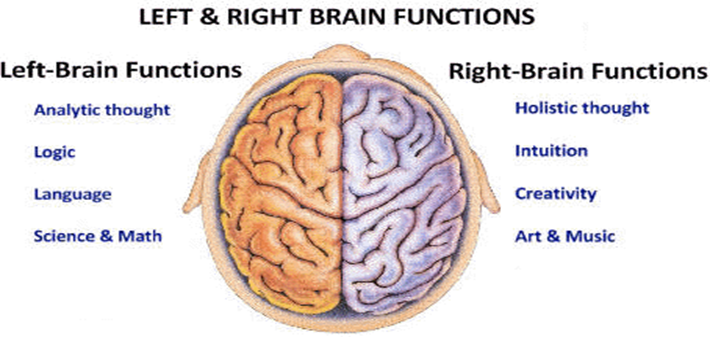 LEFT & RIGHT BRAIN FUNCTIONS
Left-Brain Functions
Analytic thought
Logic
Language
Science & Math
Right-Brain Functions
Holistic thought
Intuition
Creativity
Art & Music